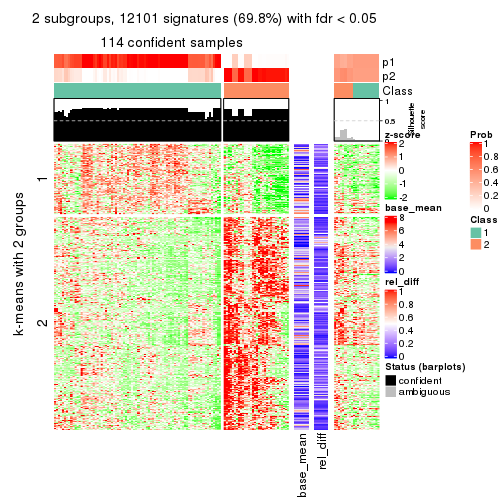 2 subgroups, 12101 signatures (69.8%) with fdr < 0.05
114 confident samples
p1
p2
Class
1
0.5
0
Silhouette
score
k-means with 2 groups
1
2
base_mean
rel_diff
z-score
2
1
0
-1
-2
base_mean
8
6
4
2
0
rel_diff
1
0.8
0.6
0.4
0.2
0
Status (barplots)
confident
ambiguous
Prob
1
0.8
0.6
0.4
0.2
0
Class
1
2